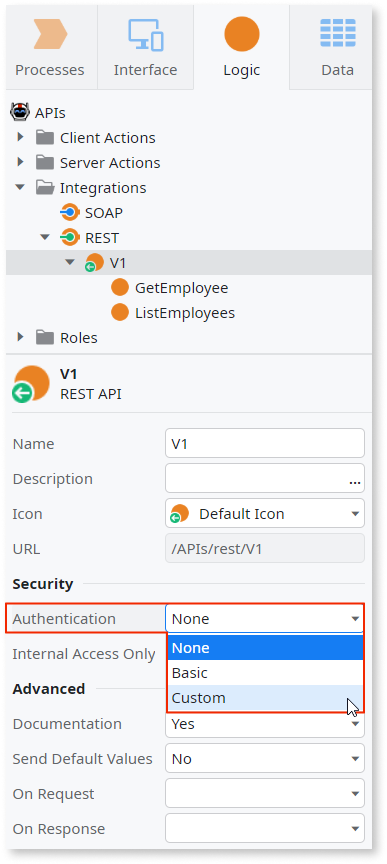 Processes Interface Logic Data
APIs
Client Actions
Server Actions
Integrations
SOAP
REST
V1
GetEmployee
ListEmployees
Roles
V1
REST API
Name V1
Description ...
Icon Default Icon
URL /APIs/rest/V1
Security
Authentication None
None
Internal Access Only
Basic
Advanced Custom
Documentation Yes
Send Default Values No
On Request
On Response